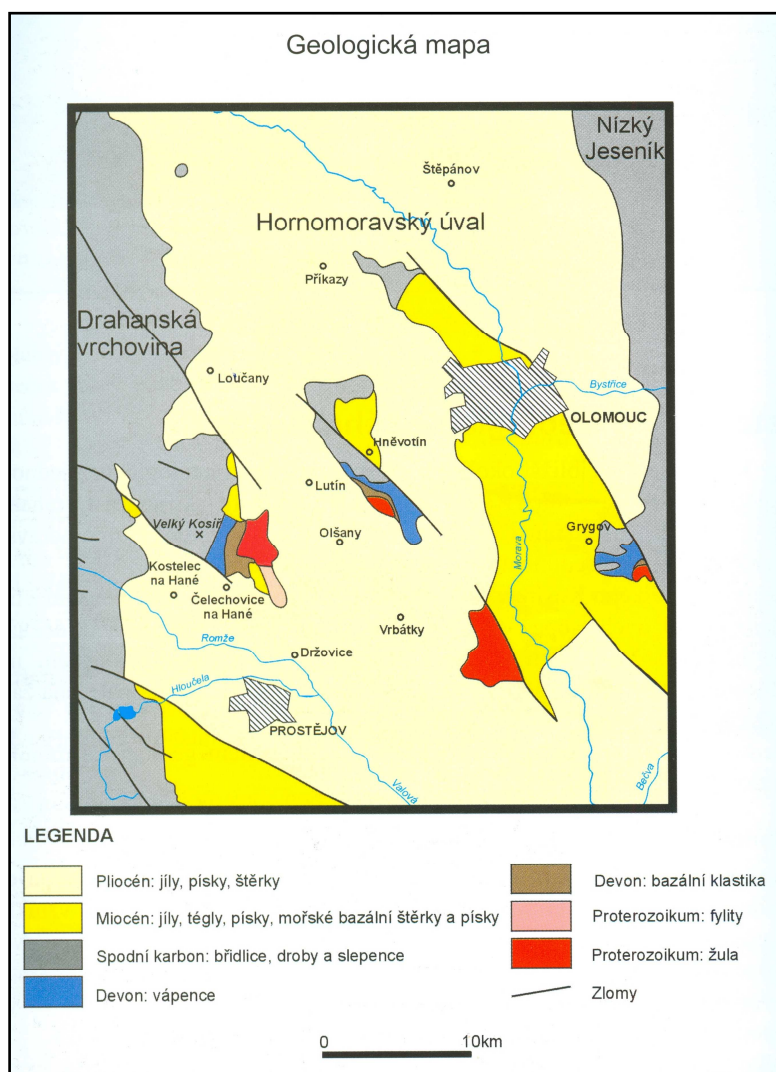 Geologická mapa
Nízký
Jeseník
Štěpánov
Hornomoravský úval
Příkazy
Drahanská
vrchovina
Loučany
Bystřice
OLOMOUC
Hněvotín
Lutín
Velký Kosíř
Olšany
Grygov
Morava
Kostelec
na Hané
Čelechovice
na Hané
Vrbátky
Romže
Držovice
Hloučela
PROSTĚJOV
Valová
Bečva
LEGENDA
Pliocén: jíly, písky, štěrky
Miocén: jíly, tégly, písky, mořské bazální štěrky a písky
Spodní karbon: břidlice, droby a slepence
Devon: vápence
Devon: bazální klastika
Proterozoikum: fylity
Proterozoikum: žula
Zlomy
0 10km